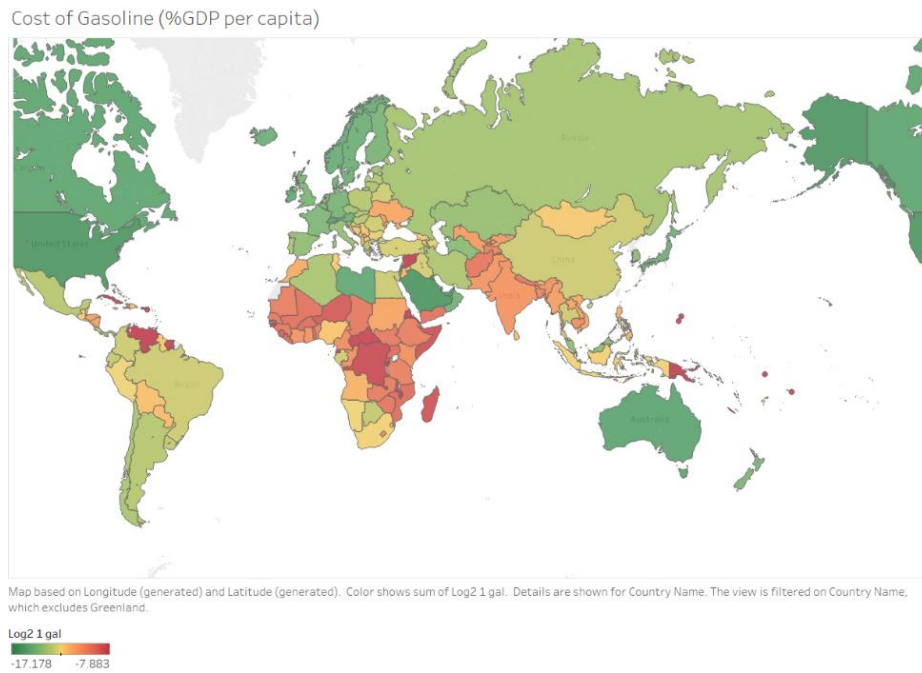 Cost of Gasoline (%GDP per capita)
Russia
Canada
United States
China
India
Brazil
Australia
Map based on Longitude (generated) and Latitude (generated). Color shows sum of Log2 1 gal. Details are shown for Country Name. The view is filtered on Country Name,
which excludes Greenland.
Log2 1 gal
-17.178 -7.883